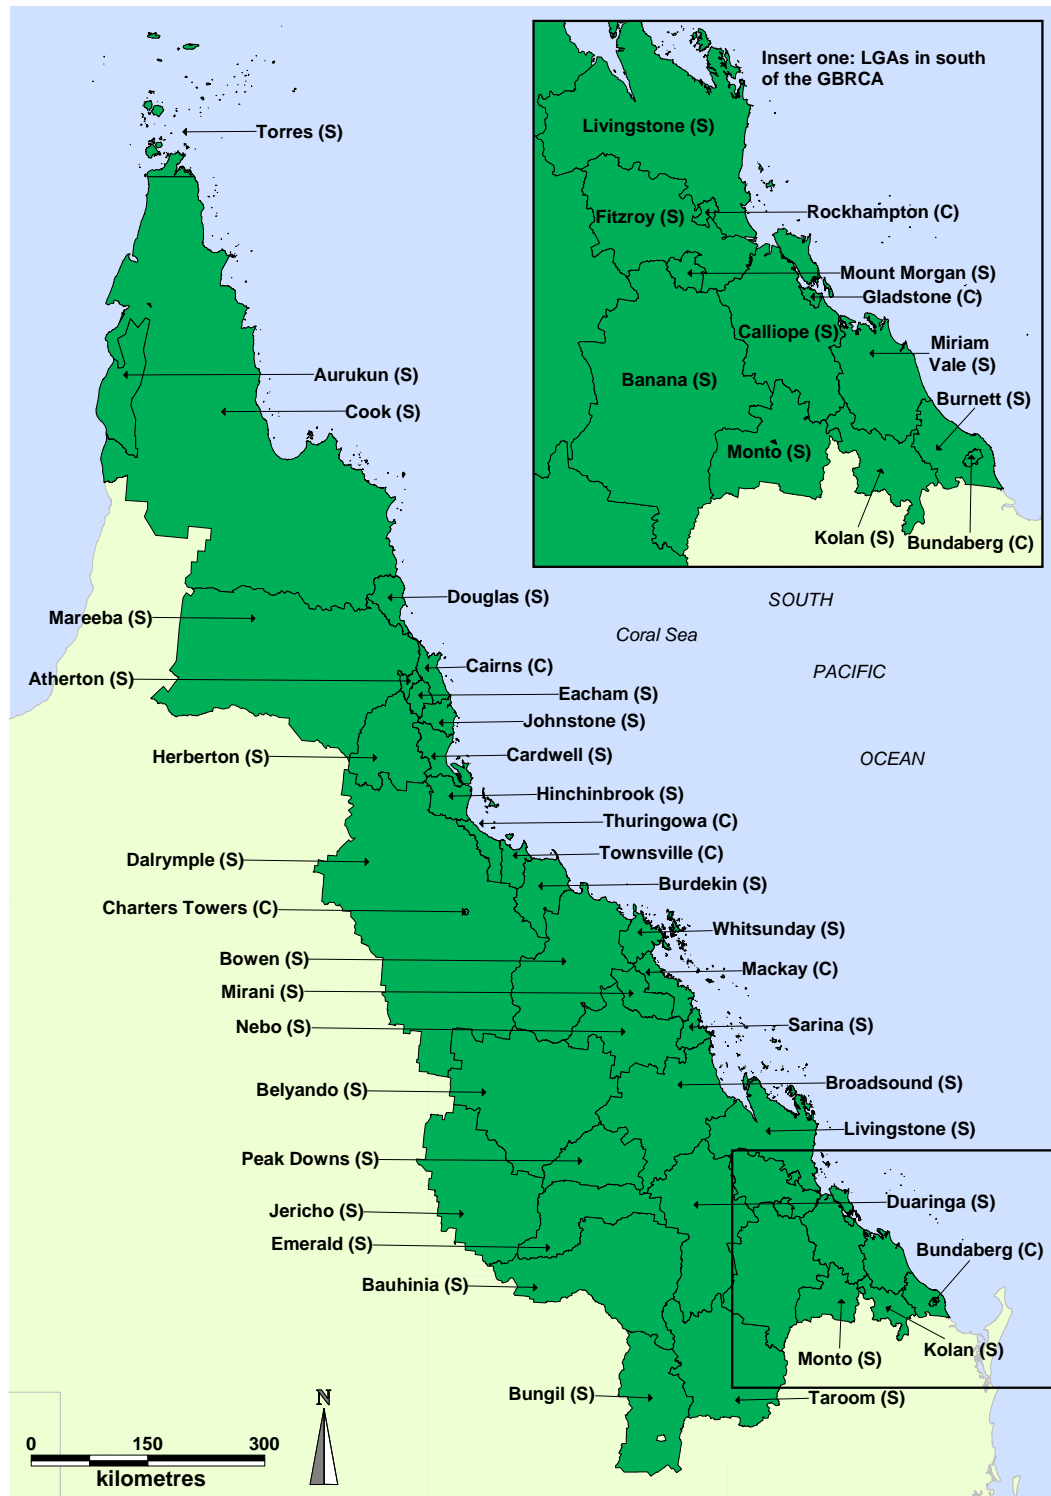 Insert one: LGAs in south
of the GBRCA
Torres (S)
Livingstone (S)
Fitzroy (S)
Rockhampton (C)
Mount Morgan (S)
Gladstone (C)
Calliope (S)
Miriam
Vale (S)
Banana (S)
Burnett (S)
Monto (S)
Kolan (S)
Bundaberg (C)
Aurukun (S)
Cook (S)
Douglas (S)
SOUTH
Mareeba (S)
Coral Sea
Cairns (C)
PACIFIC
Atherton (S)
Eacham (S)
Johnstone (S)
Herberton (S)
Cardwell (S)
OCEAN
Hinchinbrook (S)
Thuringowa (C)
Townsville (C)
Dalrymple (S)
Burdekin (S)
Charters Towers (C)
Whitsunday (S)
Bowen (S)
Mackay (C)
Mirani (S)
Nebo (S)
Sarina (S)
Belyando (S)
Broadsound (S)
Livingstone (S)
Peak Downs (S)
Duaringa (S)
Jericho (S)
Emerald (S)
Bundaberg (C)
Bauhinia (S)
Kolan (S)
Monto (S)
Bungil (S)
Taroom (S)
N
0 150 300
kilometres